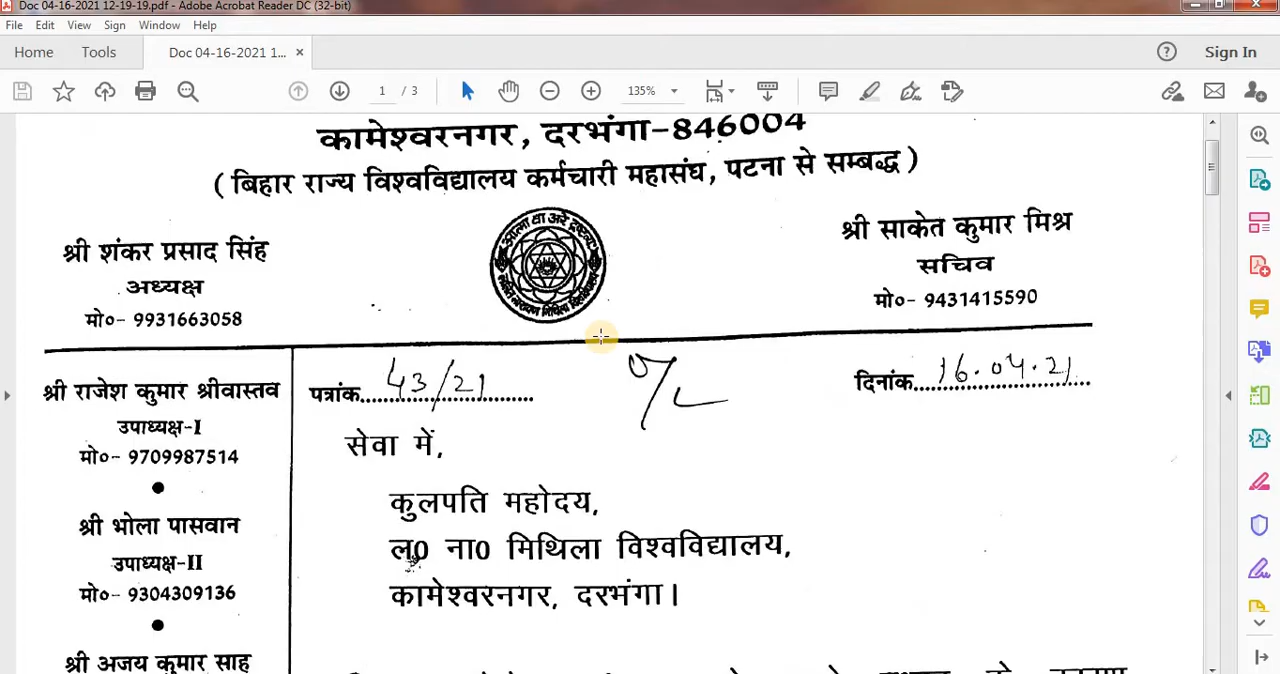 Doc 04-16-2021 12-19-19.pdf - Adobe Acrobat Reader DC (32-bit)
File Edit View Sign Window Help
Home Tools Doc 04-16-2021 1... × Sign In
1 / 3 135%
कामेश्वरनगर, दरभंगा-846004
( बिहार राज्य विश्वविद्यालय कर्मचारी महासंघ, पटना से सम्बद्ध )
श्री शंकर प्रसाद सिंह
अध्यक्ष
मो०- 9931663058
श्री साकेत कुमार मिश्र
सचिव
मो०- 9431415590
श्री राजेश कुमार श्रीवास्तव
उपाध्यक्ष-I
मो०- 9709987514
श्री भोला पासवान
उपाध्यक्ष-II
मो०- 9304309136
श्री अजय कुमार साह
पत्रांक 43/21
दिनांक 16.04.21
सेवा में,
कुलपति महोदय,
ल0 ना0 मिथिला विश्वविद्यालय,
कामेश्वरनगर, दरभंगा।